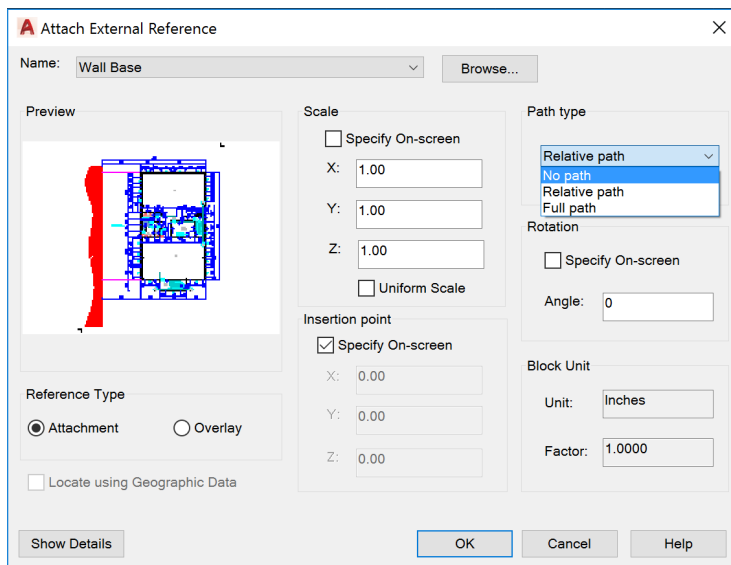 Attach External Reference
Name:
Wall Base
Browse...
Preview
Scale
Specify On-screen
X:
1.00
Y:
1.00
Z:
1.00
Uniform Scale
Path type
Relative path
No path
Relative path
Full path
Rotation
Specify On-screen
Angle:
0
Insertion point
Specify On-screen
X:
0.00
Y:
0.00
Z:
0.00
Reference Type
Attachment
Overlay
Block Unit
Unit:
Inches
Factor:
1.0000
Locate using Geographic Data
Show Details
OK
Cancel
Help